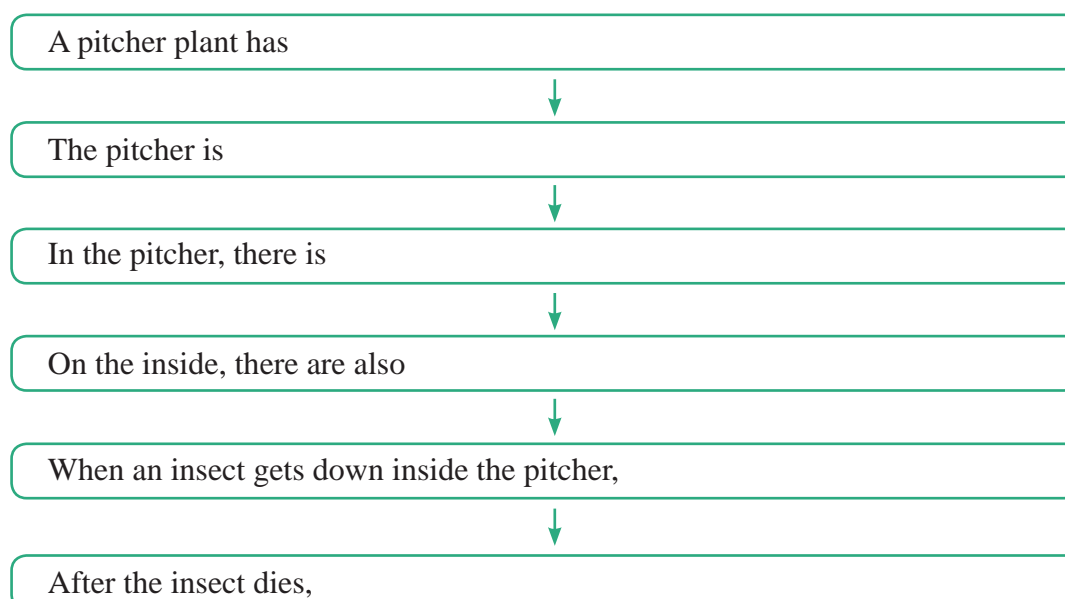 A pitcher plant has
The pitcher is
In the pitcher, there is
On the inside, there are also
When an insect gets down inside the pitcher,
After the insect dies,